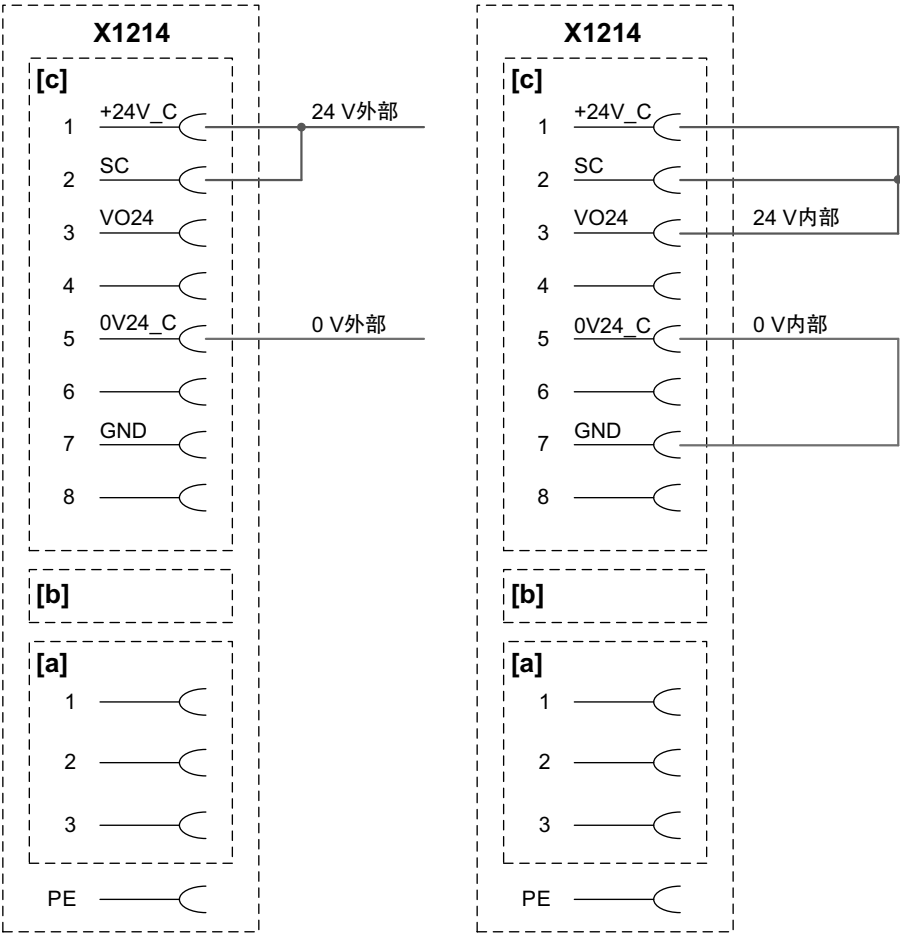 X1214
[c]
1 +24V_C 24 V外部
2 SC
3 VO24
4
5 0V24_C 0 V外部
6
7 GND
8
[b]
[a]
1
2
3
PE
X1214
[c]
1 +24V_C
2 SC
3 VO24 24 V内部
4
5 0V24_C 0 V内部
6
7 GND
8
[b]
[a]
1
2
3
PE